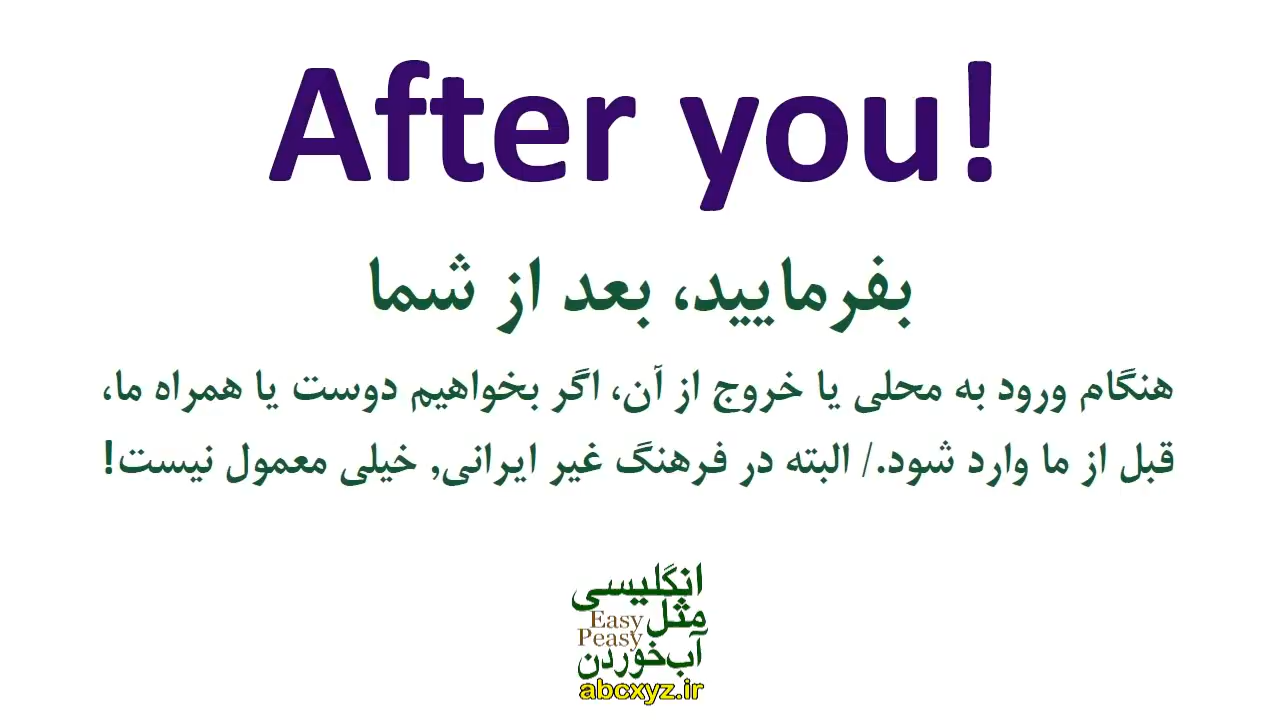 After you!
بفرمایید، بعد از شما
هنگام ورود به محلی یا خروج از آن، اگر بخواهیم دوست یا همراه ما،
قبل از ما وارد شود./ البته در فرهنگ غیر ایرانی, خیلی معمول نیست!
انگلیسی
مثل Easy
Peasy
آب‌خوردن
abcxyz.ir